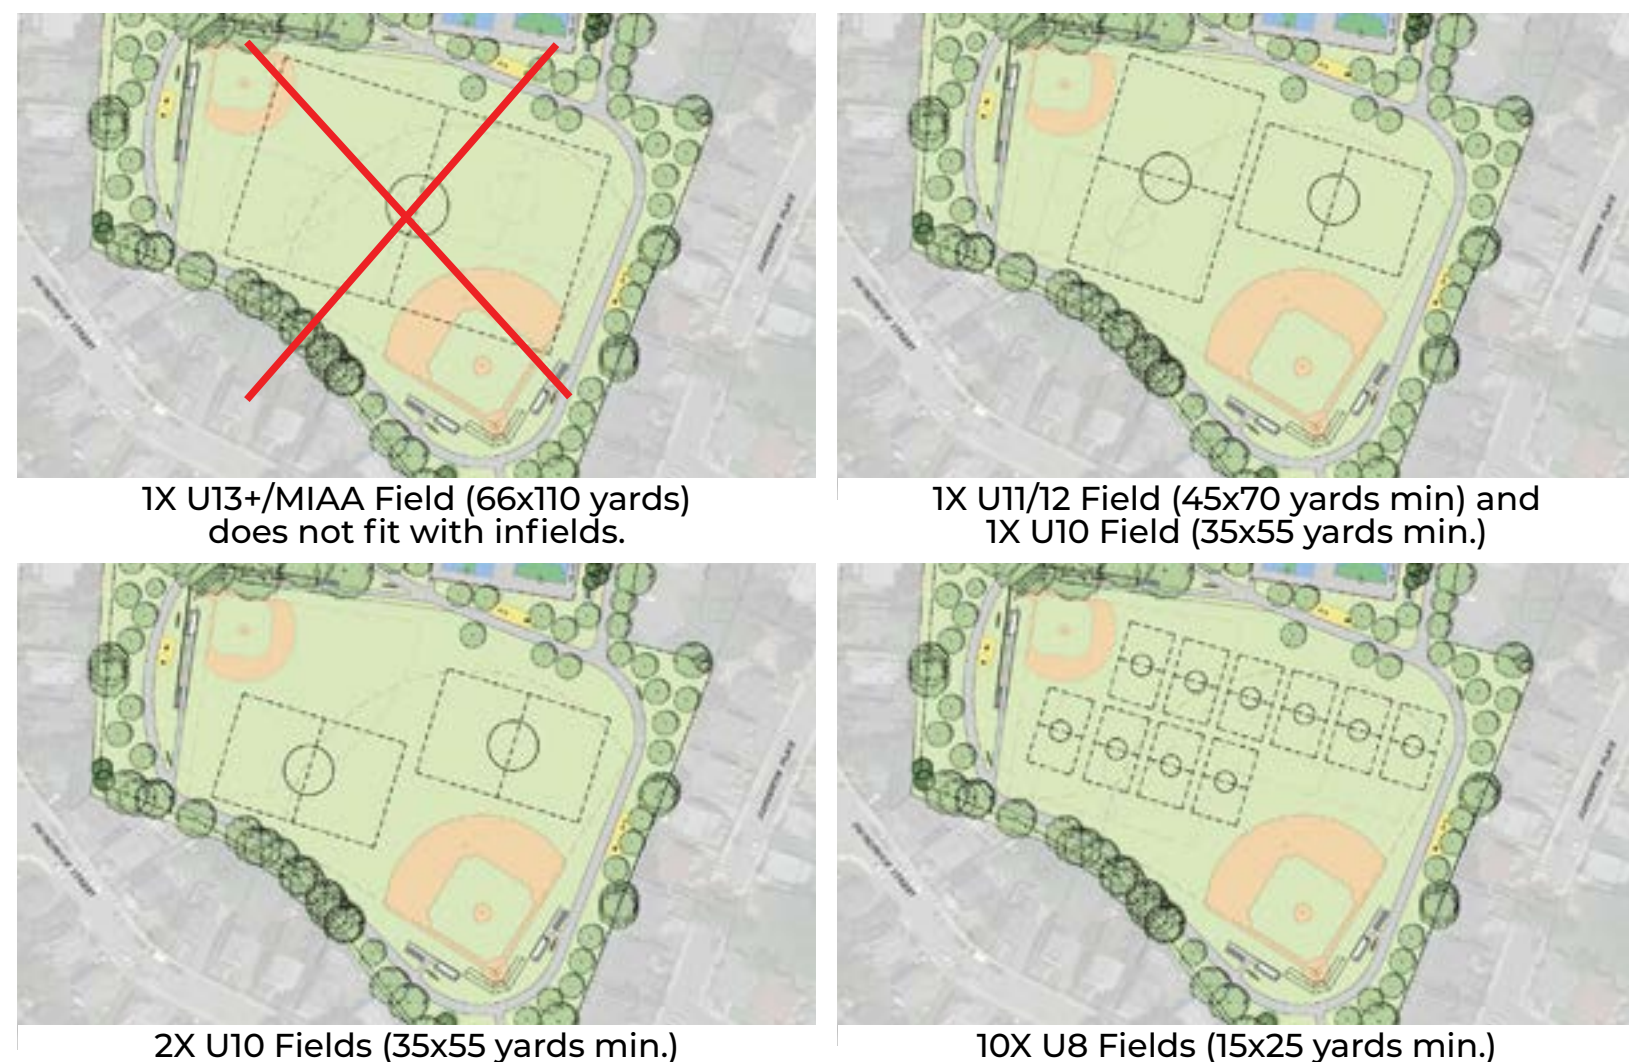 1X U13+/MIAA Field (66x110 yards)
does not fit with infields.
1X U11/12 Field (45x70 yards min) and
1X U10 Field (35x55 yards min.)
2X U10 Fields (35x55 yards min.)
10X U8 Fields (15x25 yards min.)